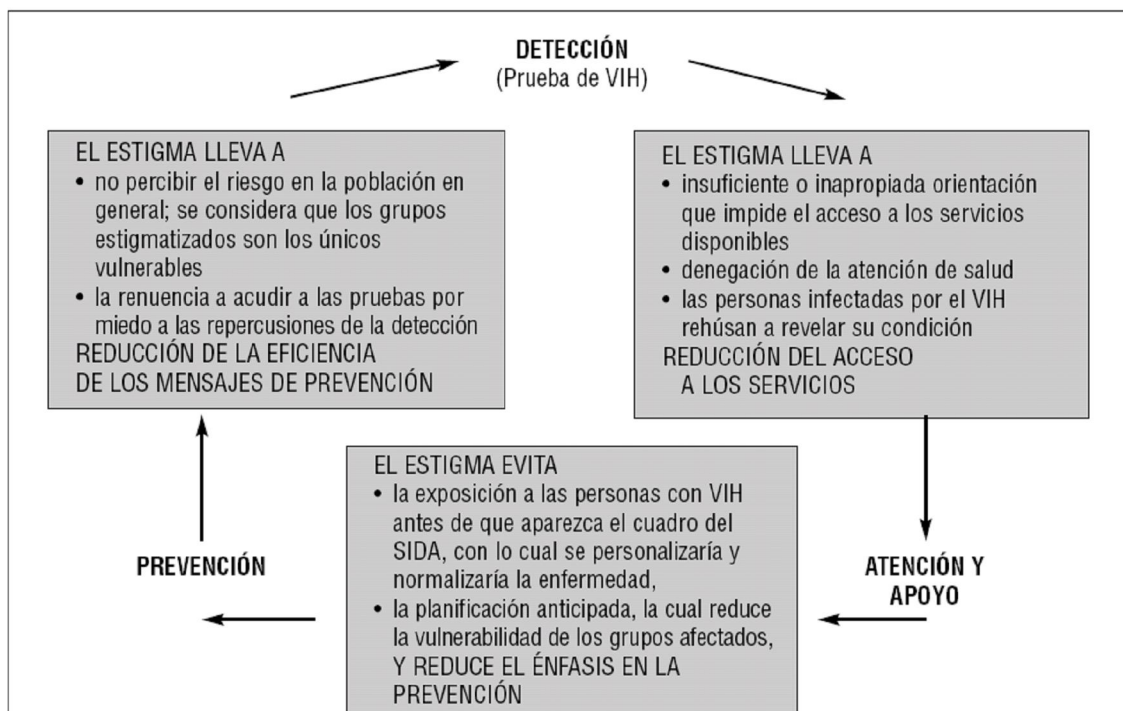 DETECCIÓN
(Prueba de VIH)
EL ESTIGMA LLEVA A
• no percibir el riesgo en la población en
general; se considera que los grupos
estigmatizados son los únicos
vulnerables
• la renuencia a acudir a las pruebas por
miedo a las repercusiones de la detección
REDUCCIÓN DE LA EFICIENCIA
DE LOS MENSAJES DE PREVENCIÓN
EL ESTIGMA LLEVA A
• insuficiente o inapropiada orientación
que impide el acceso a los servicios
disponibles
• denegación de la atención de salud
• las personas infectadas por el VIH
rehúsan a revelar su condición
REDUCCIÓN DEL ACCESO
A LOS SERVICIOS
ATENCIÓN Y
APOYO
EL ESTIGMA EVITA
• la exposición a las personas con VIH
antes de que aparezca el cuadro del
SIDA, con lo cual se personalizaría y
normalizaría la enfermedad,
• la planificación anticipada, la cual reduce
la vulnerabilidad de los grupos afectados,
Y REDUCE EL ÉNFASIS EN LA
PREVENCIÓN
PREVENCIÓN